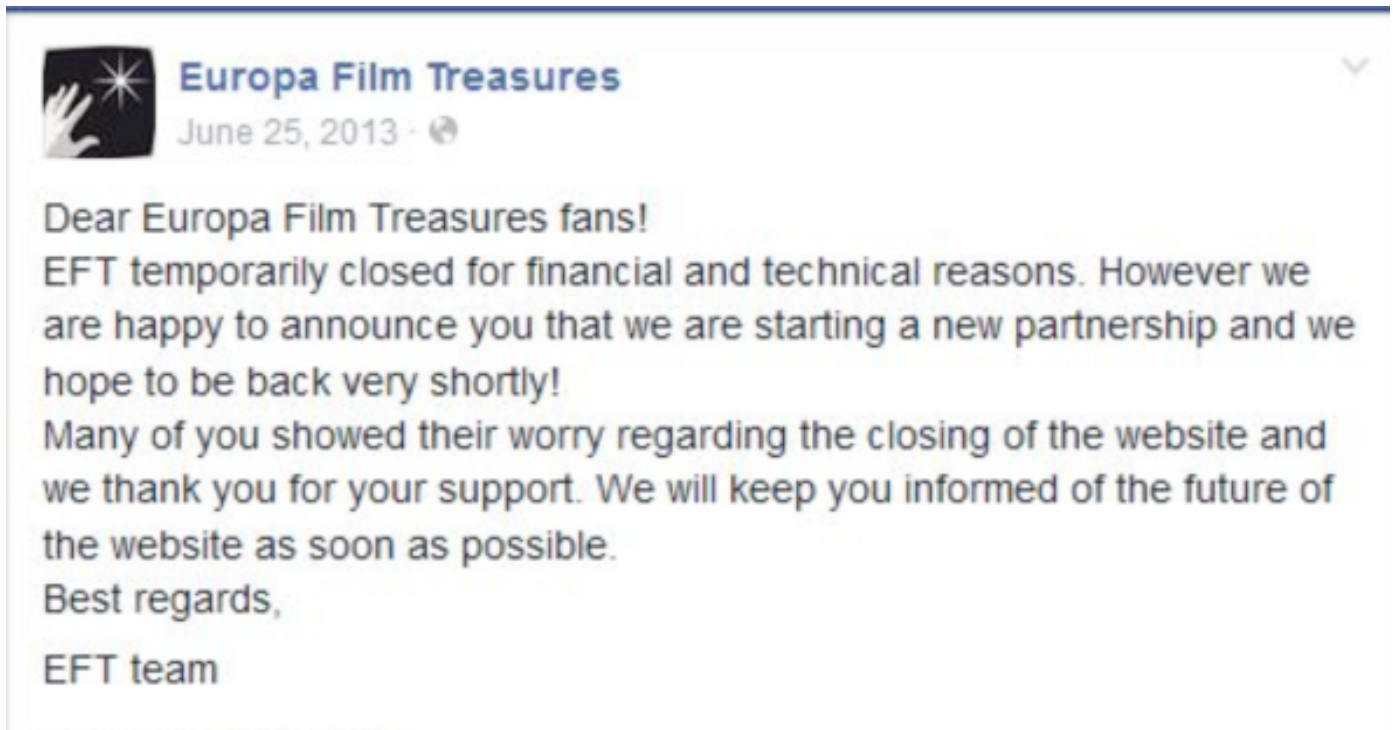 Europa Film Treasures
June 25, 2013 ·
Dear Europa Film Treasures fans!
EFT temporarily closed for financial and technical reasons. However we
are happy to announce you that we are starting a new partnership and we
hope to be back very shortly!
Many of you showed their worry regarding the closing of the website and
we thank you for your support. We will keep you informed of the future of
the website as soon as possible.
Best regards,
EFT team